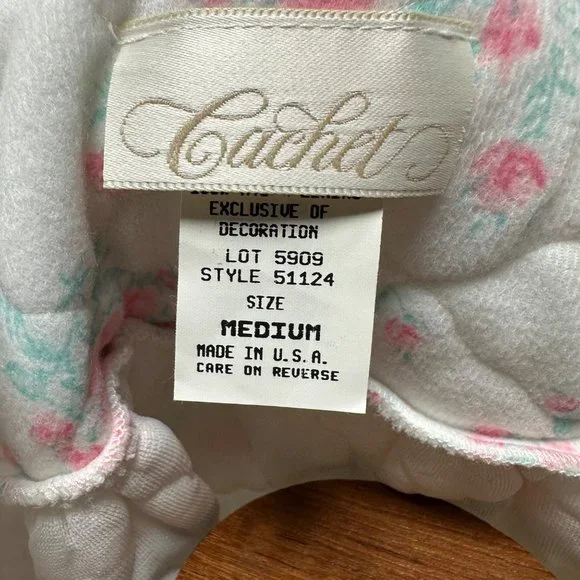 Cachet
EXCLUSIVE OF
DECORATION
LOT 5909
STYLE 51124
SIZE
MEDIUM
MADE IN U.S.A.
CARE ON REVERSE